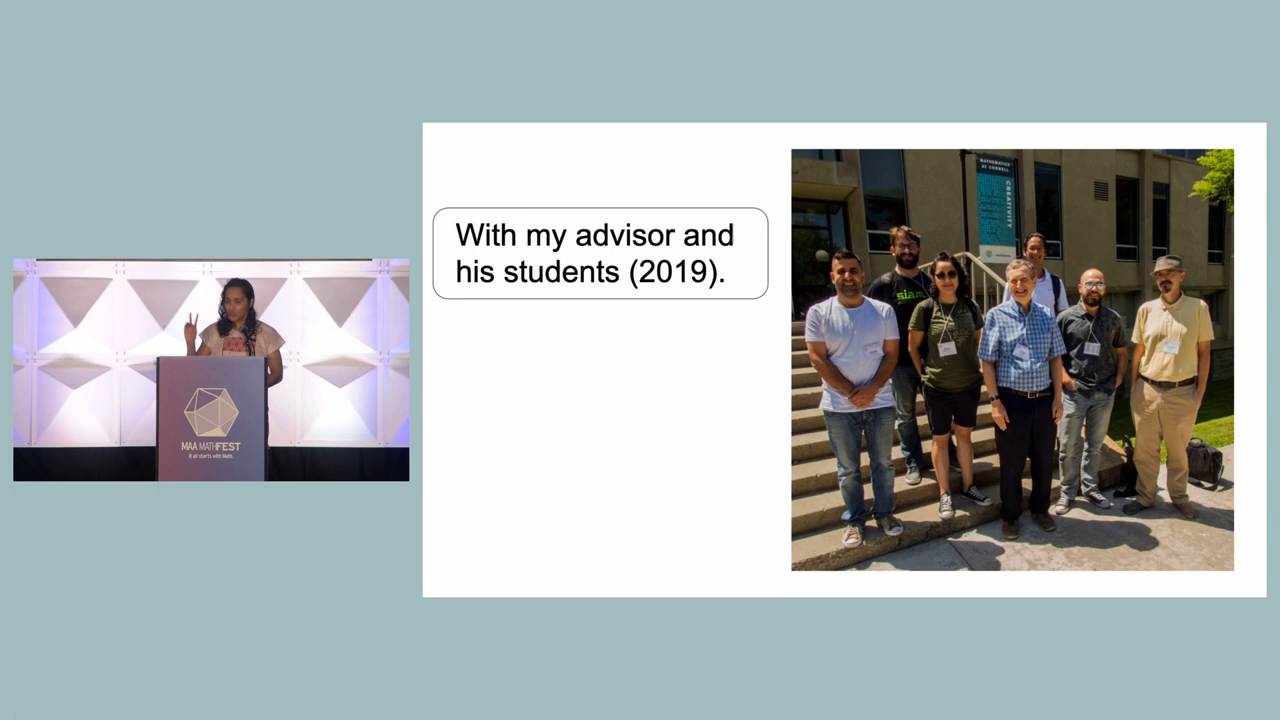 With my advisor and
his students (2019).
MATHEMATICS
AT CORNELL
CREATIVITY
siam
MAA MATHFEST
It all starts with Math.